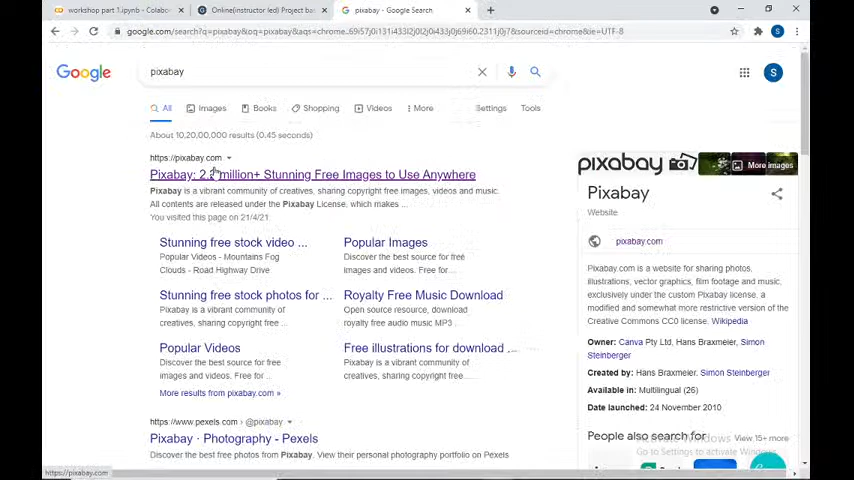 workshop part 1.ipynb - Colab
Online(instructor led) Project ba
pixabay - Google Search
google.com/search?q=pixabay&oq=pixabay&aqs=chrome..69i57j0i131i433l2j0l2j0i433j0j69i60.2311j0j7&sourceid=chrome&ie=UTF-8
Google
pixabay
All
Images
Books
Shopping
Videos
More
Settings
Tools
About 10,20,00,000 results (0.45 seconds)
https://pixabay.com
Pixabay: 2. million+ Stunning Free Images to Use Anywhere
Pixabay is a vibrant community of creatives, sharing copyright free images, videos and music.
All contents are released under the Pixabay License, which makes ...
You visited this page on 21/4/21
Stunning free stock video ...
Popular Videos - Mountains Fog
Clouds - Road Highway Drive
Popular Images
Discover the best source for free
images and videos. Free for...
Stunning free stock photos for ...
Pixabay is a vibrant community of
creatives, sharing copyright free ...
Royalty Free Music Download
Open source resource, download
royalty free audio music MP3 ...
Popular Videos
Discover the best source for free
images and videos. Free for ...
Free illustrations for download ...
Pixabay is a vibrant community of
creatives, sharing copyright free...
More results from pixabay.com »
https://www.pexels.com › @pixabay
Pixabay · Photography - Pexels
Discover the best free photos from Pixabay. View their personal photography portfolio on Pexels
pixabay
More images
Pixabay
Website
pixabay.com
Pixabay.com is a website for sharing photos,
illustrations, vector graphics, film footage and music,
exclusively under the custom Pixabay license, a
modified and somewhat more restrictive version of the
Creative Commons CC0 license. Wikipedia
Owner: Canva Pty Ltd, Hans Braxmeier, Simon
Steinberger
Created by: Hans Braxmeier, Simon Steinberger
Available in: Multilingual (26)
Date launched: 24 November 2010
People also search for
View 15+ more
Activate Windows
Go to Settings to activate Windows.
https://pixabay.com